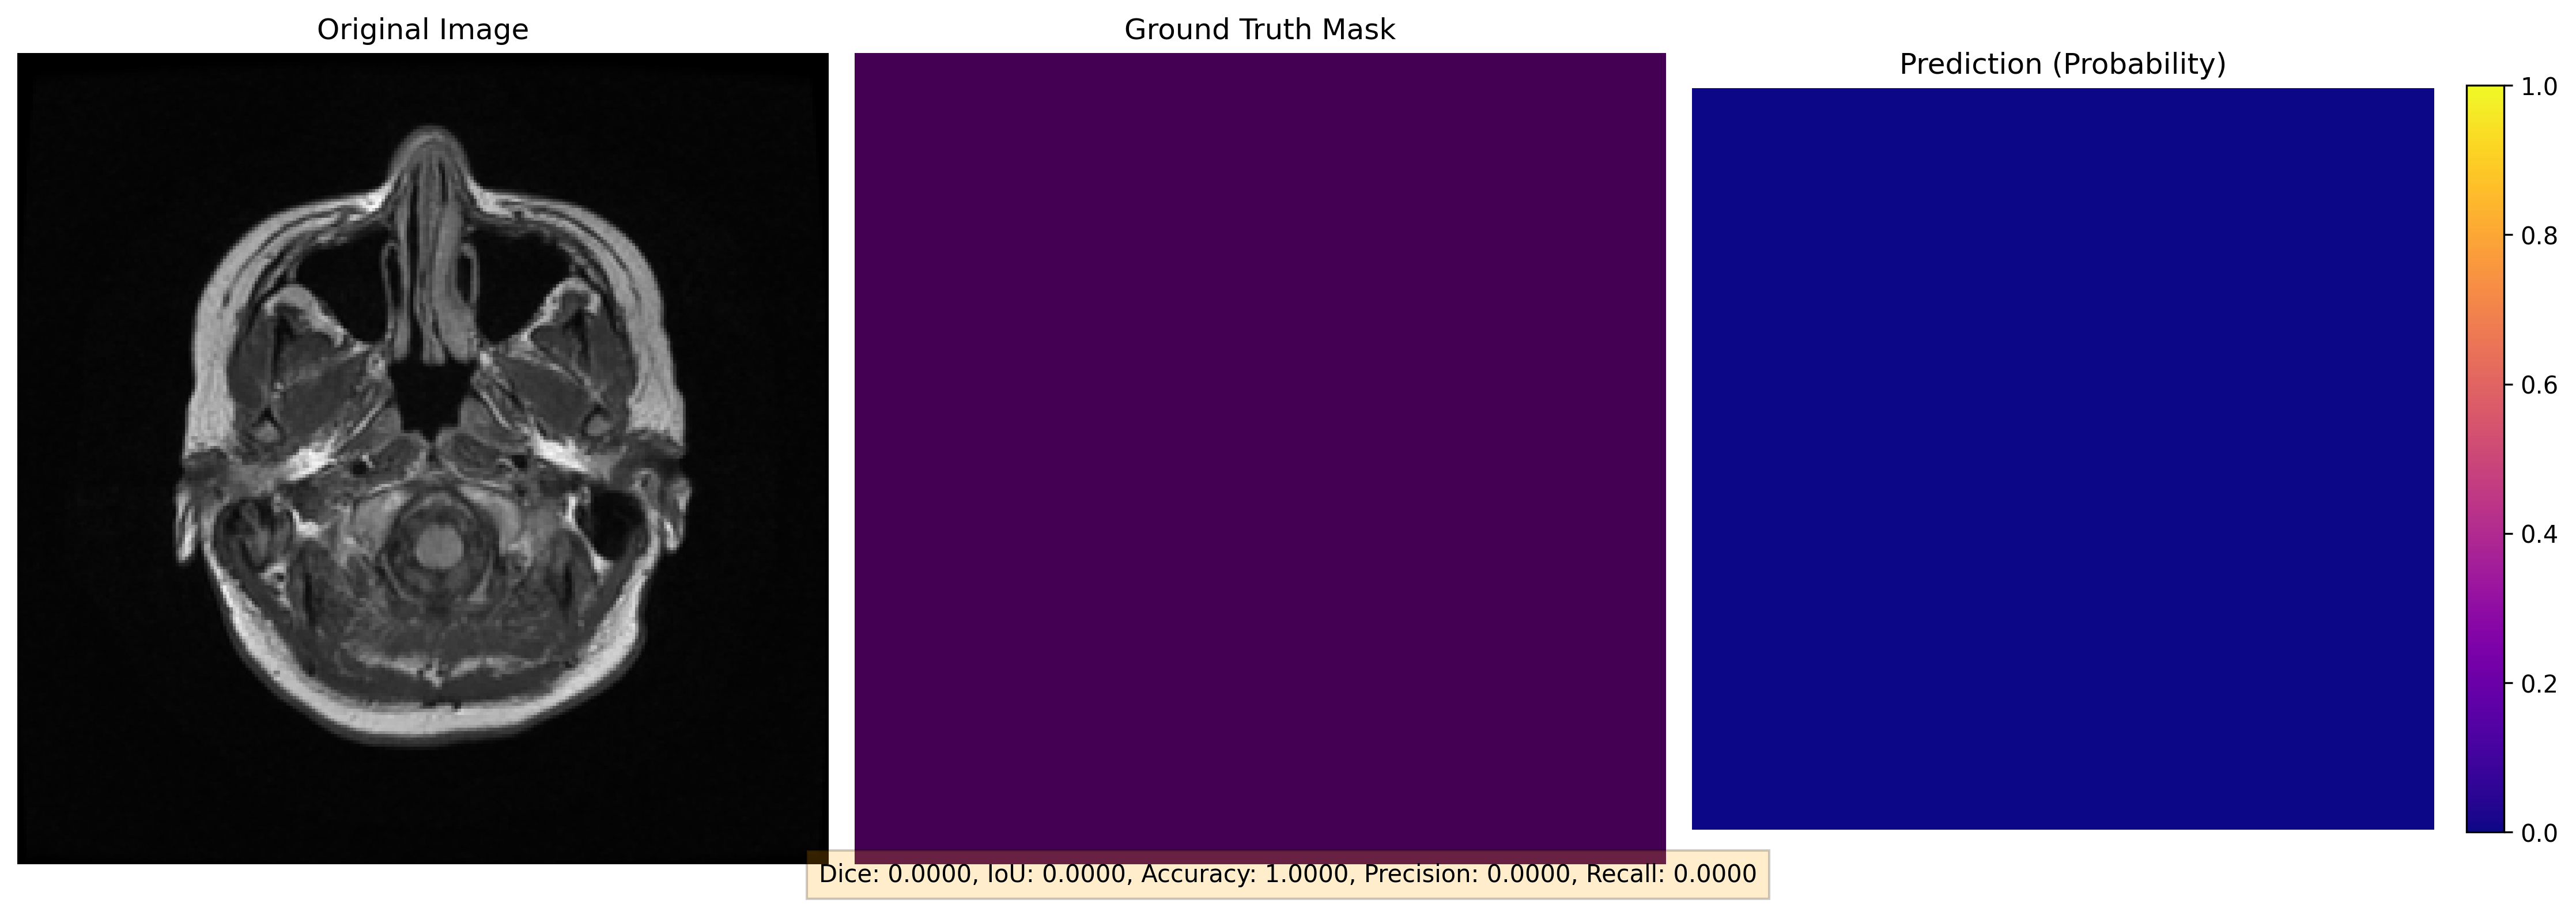 Original Image
Ground Truth Mask
Prediction (Probability)
1.0
0.8
0.6
0.4
0.2
0.0
Dice: 0.0000, IoU: 0.0000, Accuracy: 1.0000, Precision: 0.0000, Recall: 0.0000